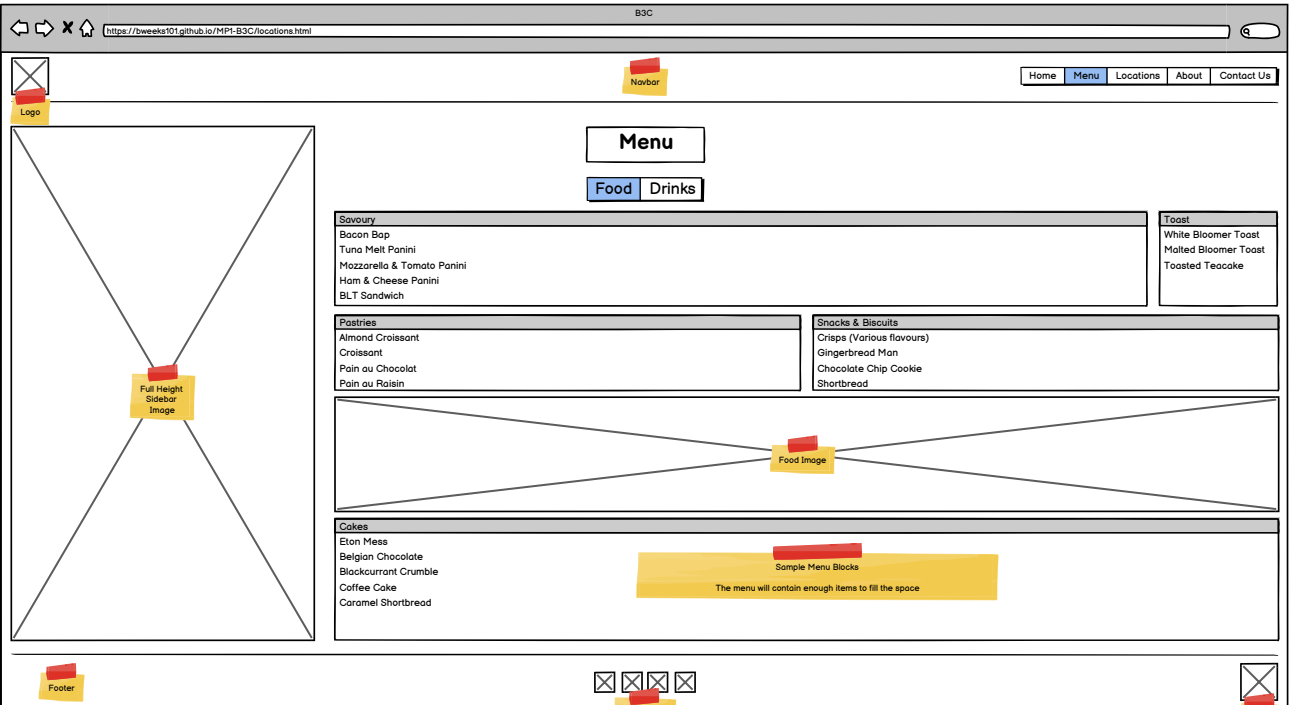 B3C
https://bweeks101.github.io/MP1-B3C/locations.html
Navbar
Home Menu Locations About Contact Us
Logo
Menu
Food Drinks
Savoury
Bacon Bap
Tuna Melt Panini
Mozzarella & Tomato Panini
Ham & Cheese Panini
BLT Sandwich
Toast
White Bloomer Toast
Malted Bloomer Toast
Toasted Teacake
Pastries
Almond Croissant
Croissant
Pain au Chocolat
Pain au Raisin
Snacks & Biscuits
Crisps (Various flavours)
Gingerbread Man
Chocolate Chip Cookie
Shortbread
Full Height
Sidebar
Image
Food Image
Cakes
Eton Mess
Belgian Chocolate
Blackcurrant Crumble
Coffee Cake
Caramel Shortbread
Sample Menu Blocks
The menu will contain enough items to fill the space
Footer